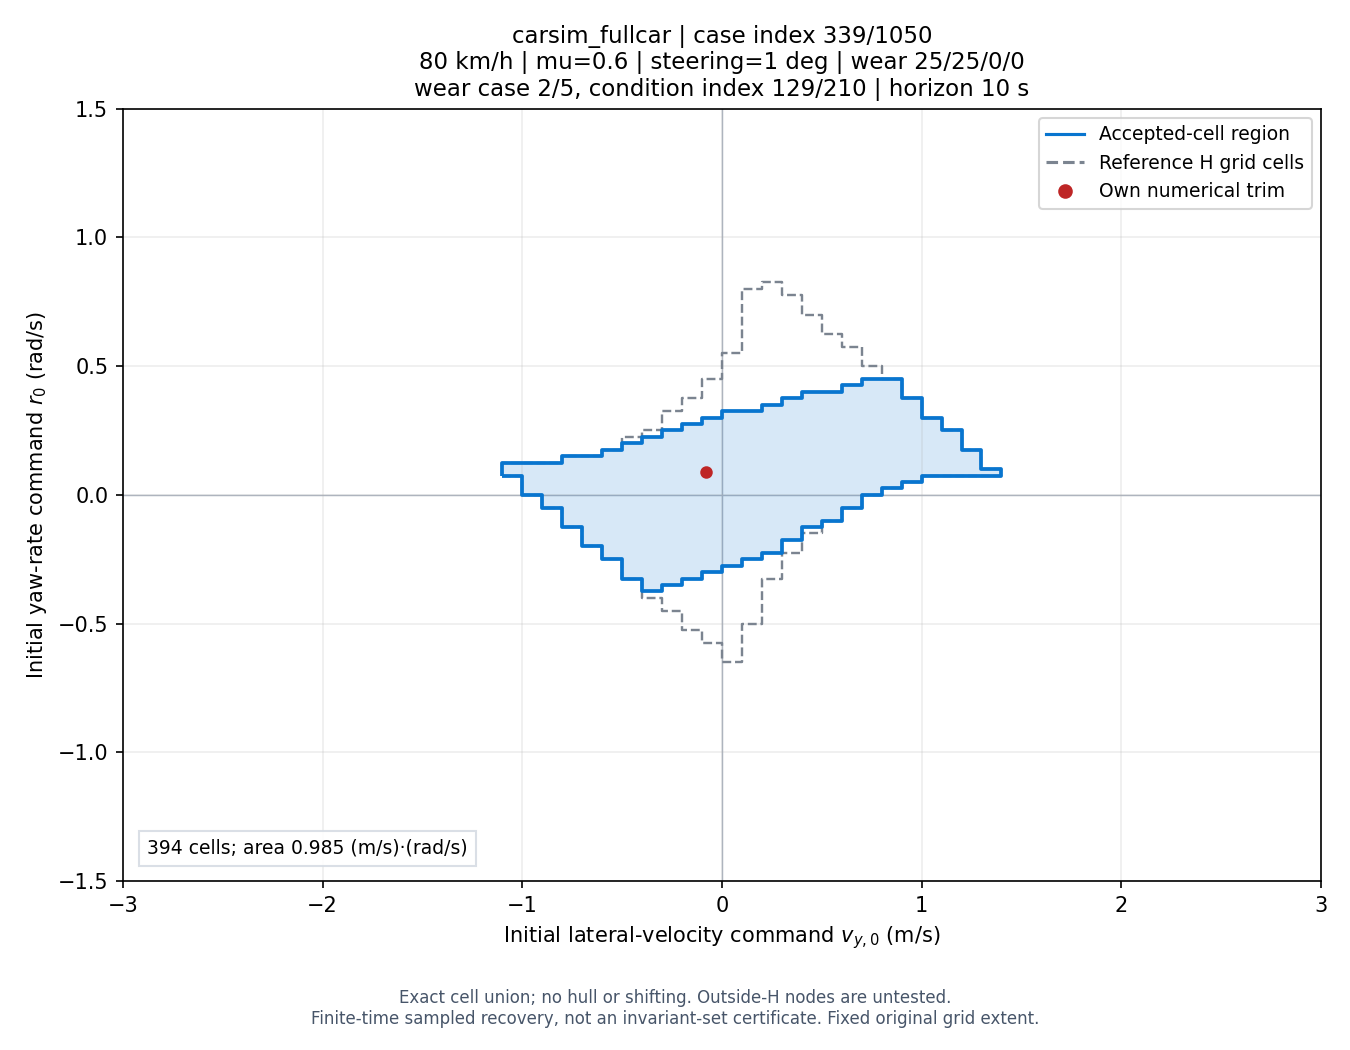 carsim_fullcar | case index 339/1050
80 km/h | mu=0.6 | steering=1 deg | wear 25/25/0/0
wear case 2/5, condition index 129/210 | horizon 10 s
1.5
Accepted-cell region
Reference H grid cells
Own numerical trim
1.0
0.5
0.0
−0.5
−1.0
−1.5
Initial yaw-rate command r₀ (rad/s)
394 cells; area 0.985 (m/s)·(rad/s)
−3
−2
−1
0
1
2
3
Initial lateral-velocity command v_{y,0} (m/s)
Exact cell union; no hull or shifting. Outside-H nodes are untested.
Finite-time sampled recovery, not an invariant-set certificate. Fixed original grid extent.